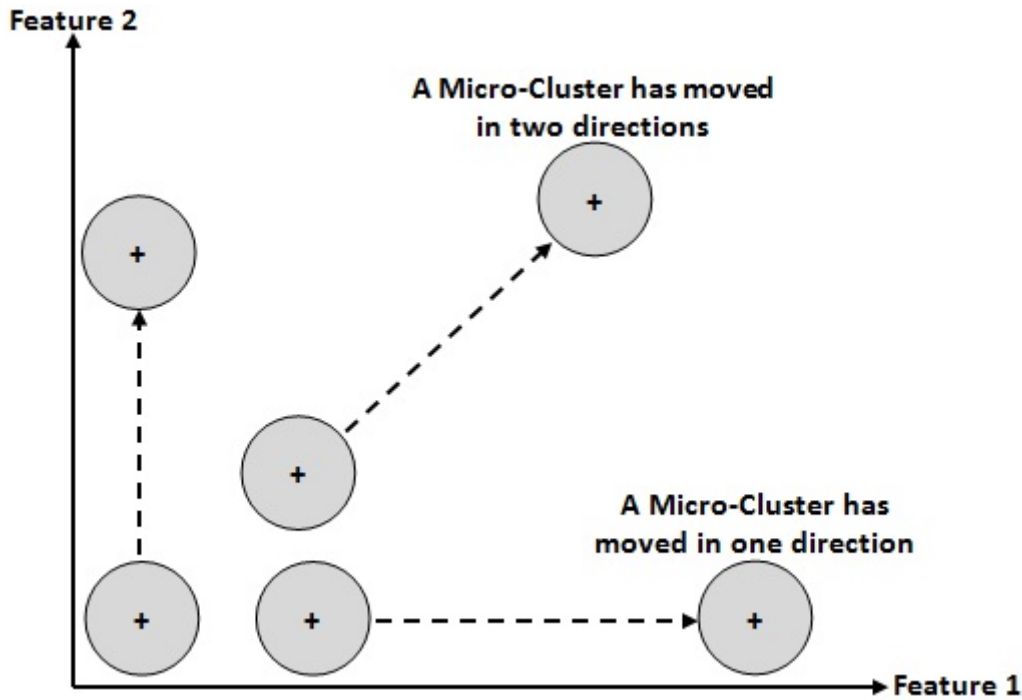 Feature 2
A Micro-Cluster has moved
in two directions
+
+
+
A Micro-Cluster has
moved in one direction
+
+
+
Feature 1